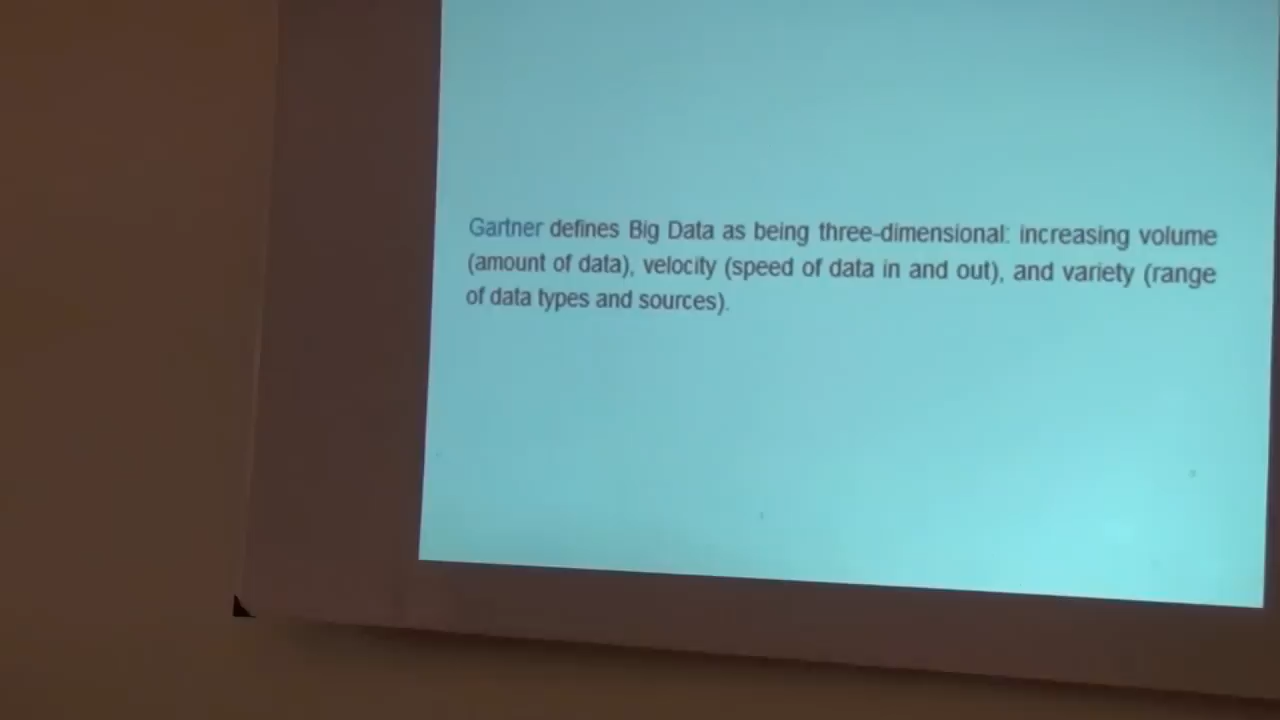 Gartner defines Big Data as being three-dimensional: increasing volume
(amount of data), velocity (speed of data in and out), and variety (range
of data types and sources).